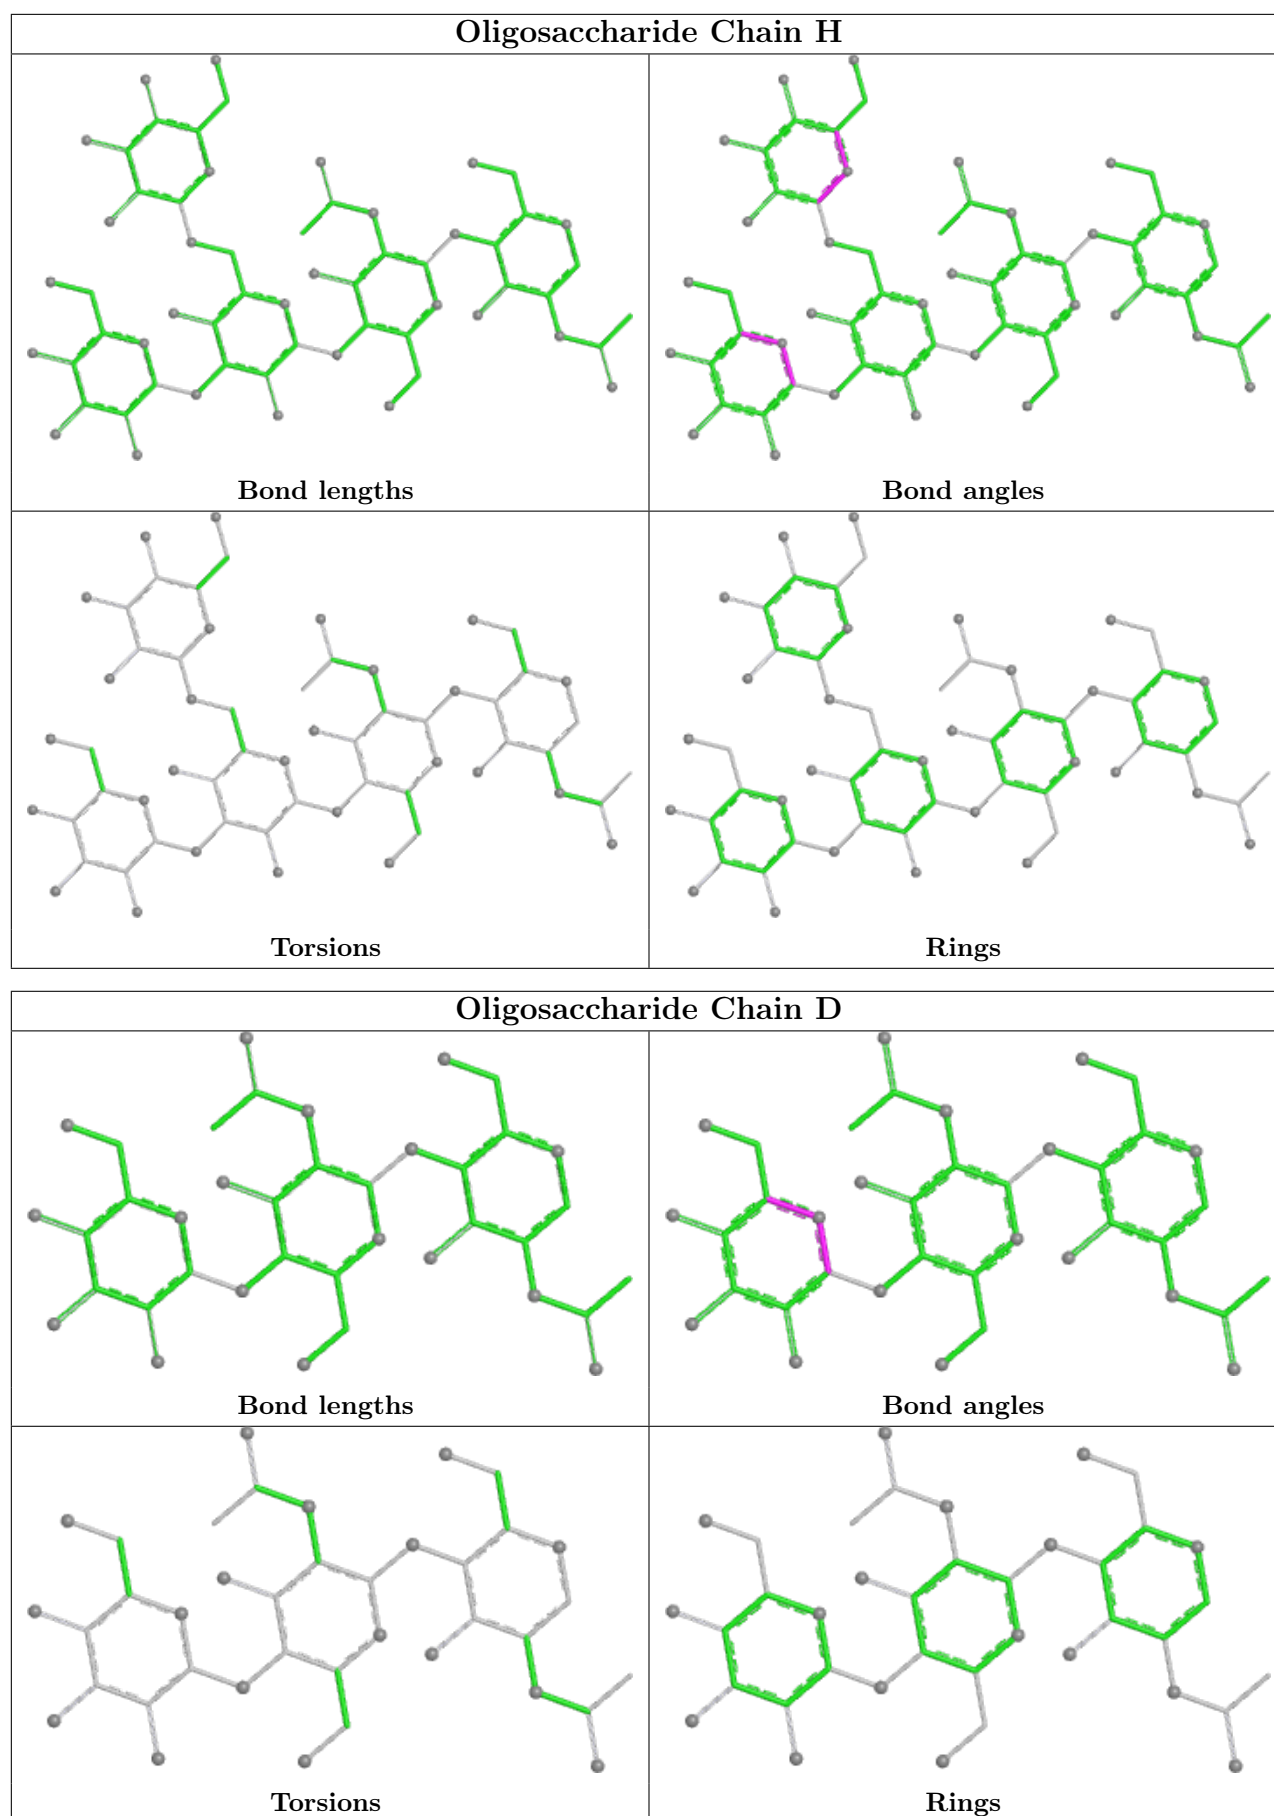 Oligosaccharide Chain H
Bond lengths
Bond angles
Torsions
Rings
Oligosaccharide Chain D
Bond lengths
Bond angles
Torsions
Rings